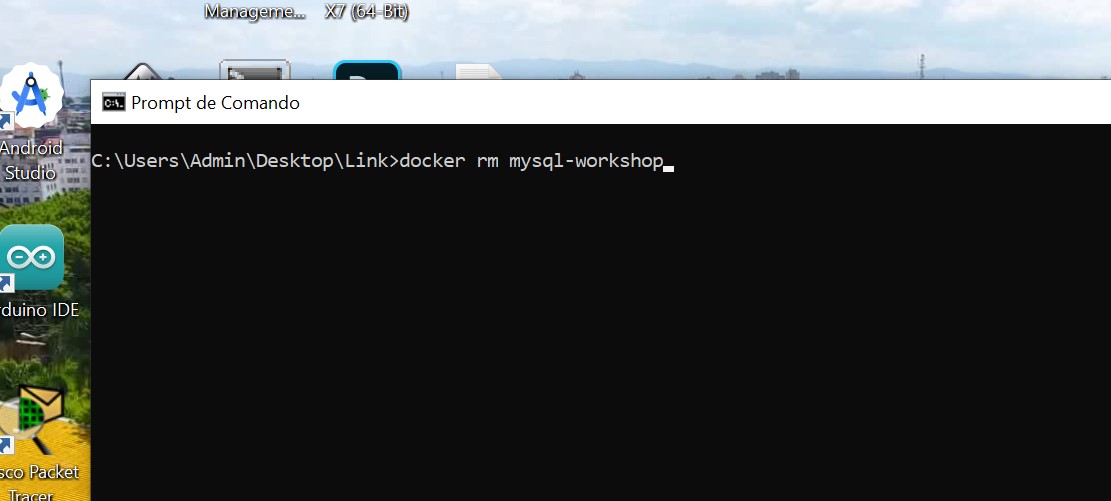 Manageme...
X7 (64-Bit)
Android
Studio
rduino IDE
sco Packet
Tracer
Prompt de Comando
C:\Users\Admin\Desktop\Link>docker rm mysql-workshop